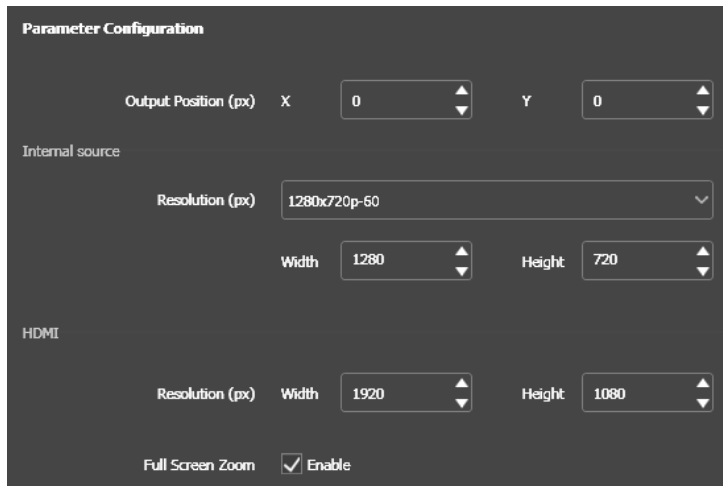 Parameter Configuration
Output Position (px) X 0 Y 0
Internal source
Resolution (px) 1280x720p-60
Width 1280 Height 720
HDMI
Resolution (px) Width 1920 Height 1080
Full Screen Zoom Enable